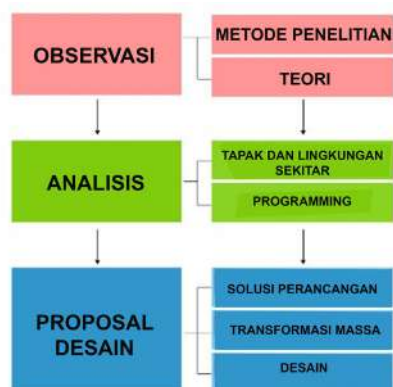 OBSERVASI
METODE PENELITIAN
TEORI
ANALISIS
TAPAK DAN LINGKUNGAN
SEKITAR
PROGRAMMING
PROPOSAL
DESAIN
SOLUSI PERANCANGAN
TRANSFORMASI MASSA
DESAIN